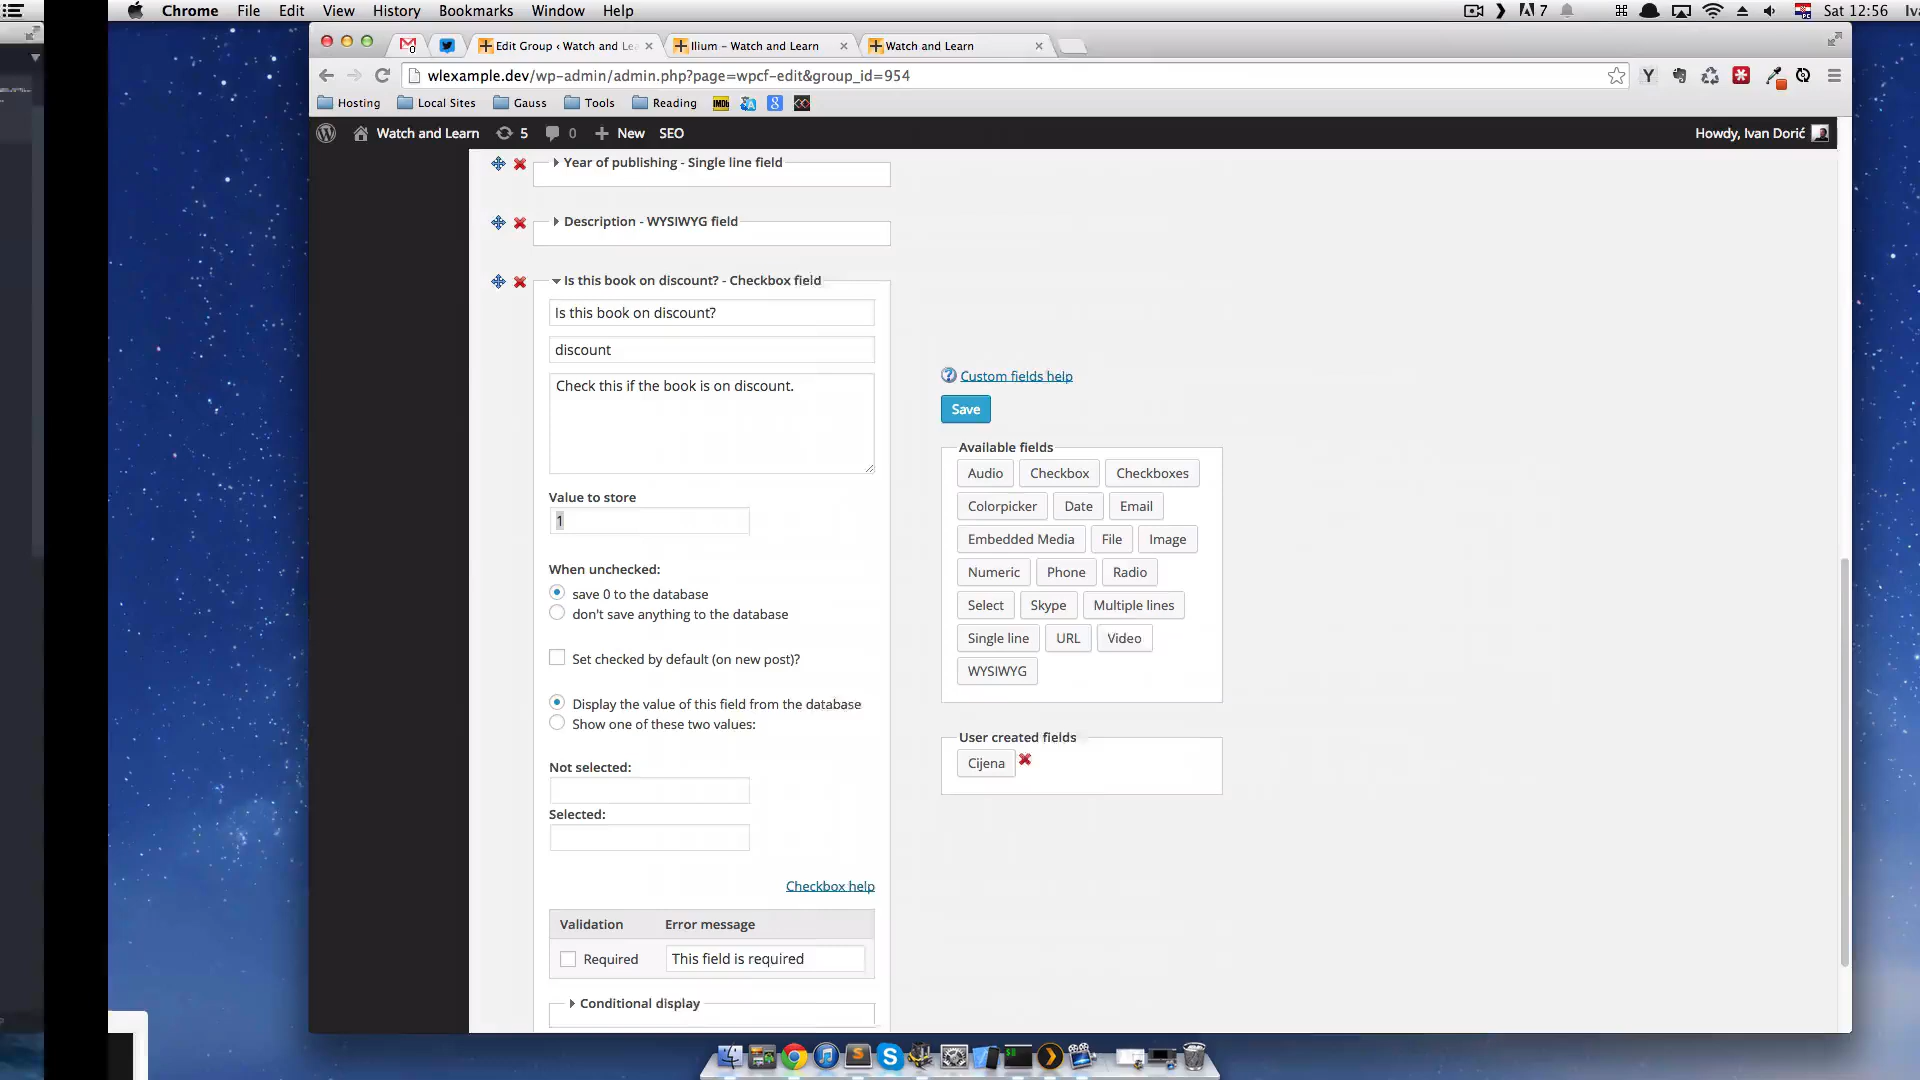 Chrome File Edit View History Bookmarks Window Help
7 Sat 12:56 Iv
0 Edit Group ‹ Watch and Le Ilium – Watch and Learn Watch and Learn
wlexample.dev/wp-admin/admin.php?page=wpcf-edit&group_id=954
Hosting Local Sites Gauss Tools Reading IMDb
Watch and Learn 5 0 New SEO Howdy, Ivan Dorić
Year of publishing - Single line field
Description - WYSIWYG field
Is this book on discount? - Checkbox field
Is this book on discount?
discount
Check this if the book is on discount.
Value to store
1
When unchecked:
save 0 to the database
don't save anything to the database
Set checked by default (on new post)?
Display the value of this field from the database
Show one of these two values:
Not selected:
Selected:
Checkbox help
Validation Error message
Required This field is required
Conditional display
Custom fields help
Save
Available fields
Audio Checkbox Checkboxes
Colorpicker Date Email
Embedded Media File Image
Numeric Phone Radio
Select Skype Multiple lines
Single line URL Video
WYSIWYG
User created fields
Cijena